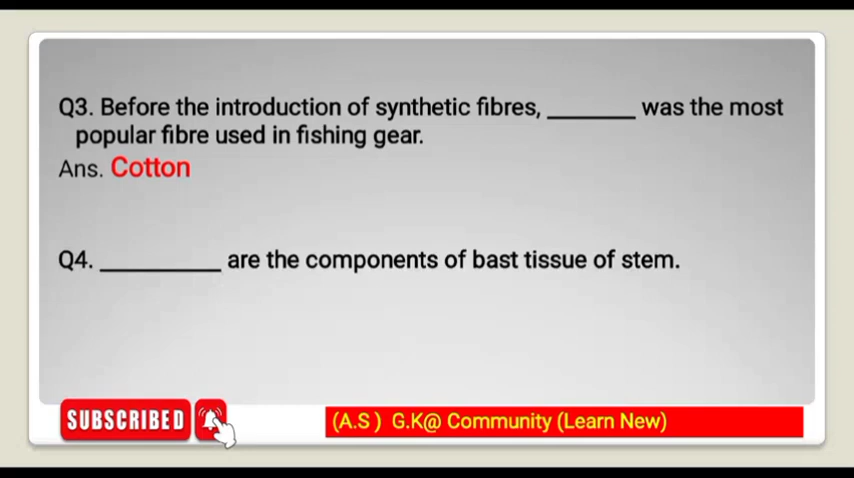 Q3. Before the introduction of synthetic fibres, ________ was the most
popular fibre used in fishing gear.
Ans. Cotton
Q4. ___________ are the components of bast tissue of stem.
SUBSCRIBED
(A.S ) G.K@ Community (Learn New)